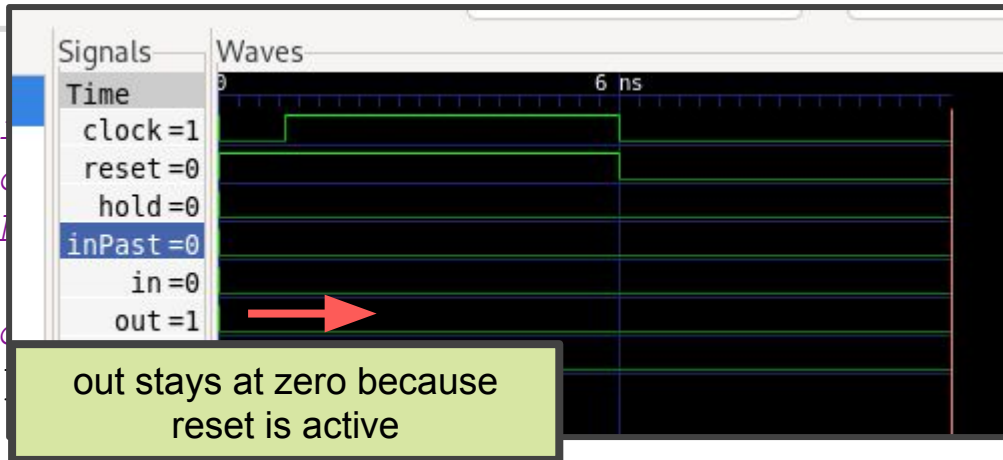 Signals
Waves
Time
0
6 ns
clock=1
reset=0
hold=0
inPast=0
in=0
out=1
out stays at zero because
reset is active